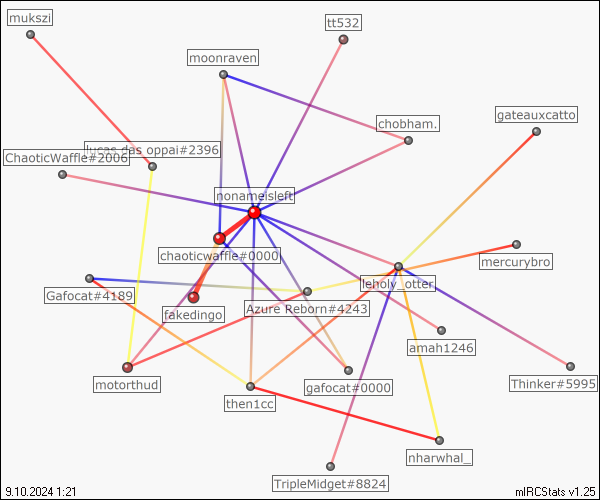 mukszi
tt532
moonraven
gateauxcatto
chobham.
lucas das oppai#2396
ChaoticWaffle#2006
nonameisleft
chaoticwaffle#0000
mercurybro
leholy_otter
Gafocat#4189
Azure Reborn#4243
fakedingo
amah1246
motorthud
gafocat#0000
Thinker#5995
then1cc
nharwhal_
TripleMidget#8824
9.10.2024 1:21
mIRCStats v1.25